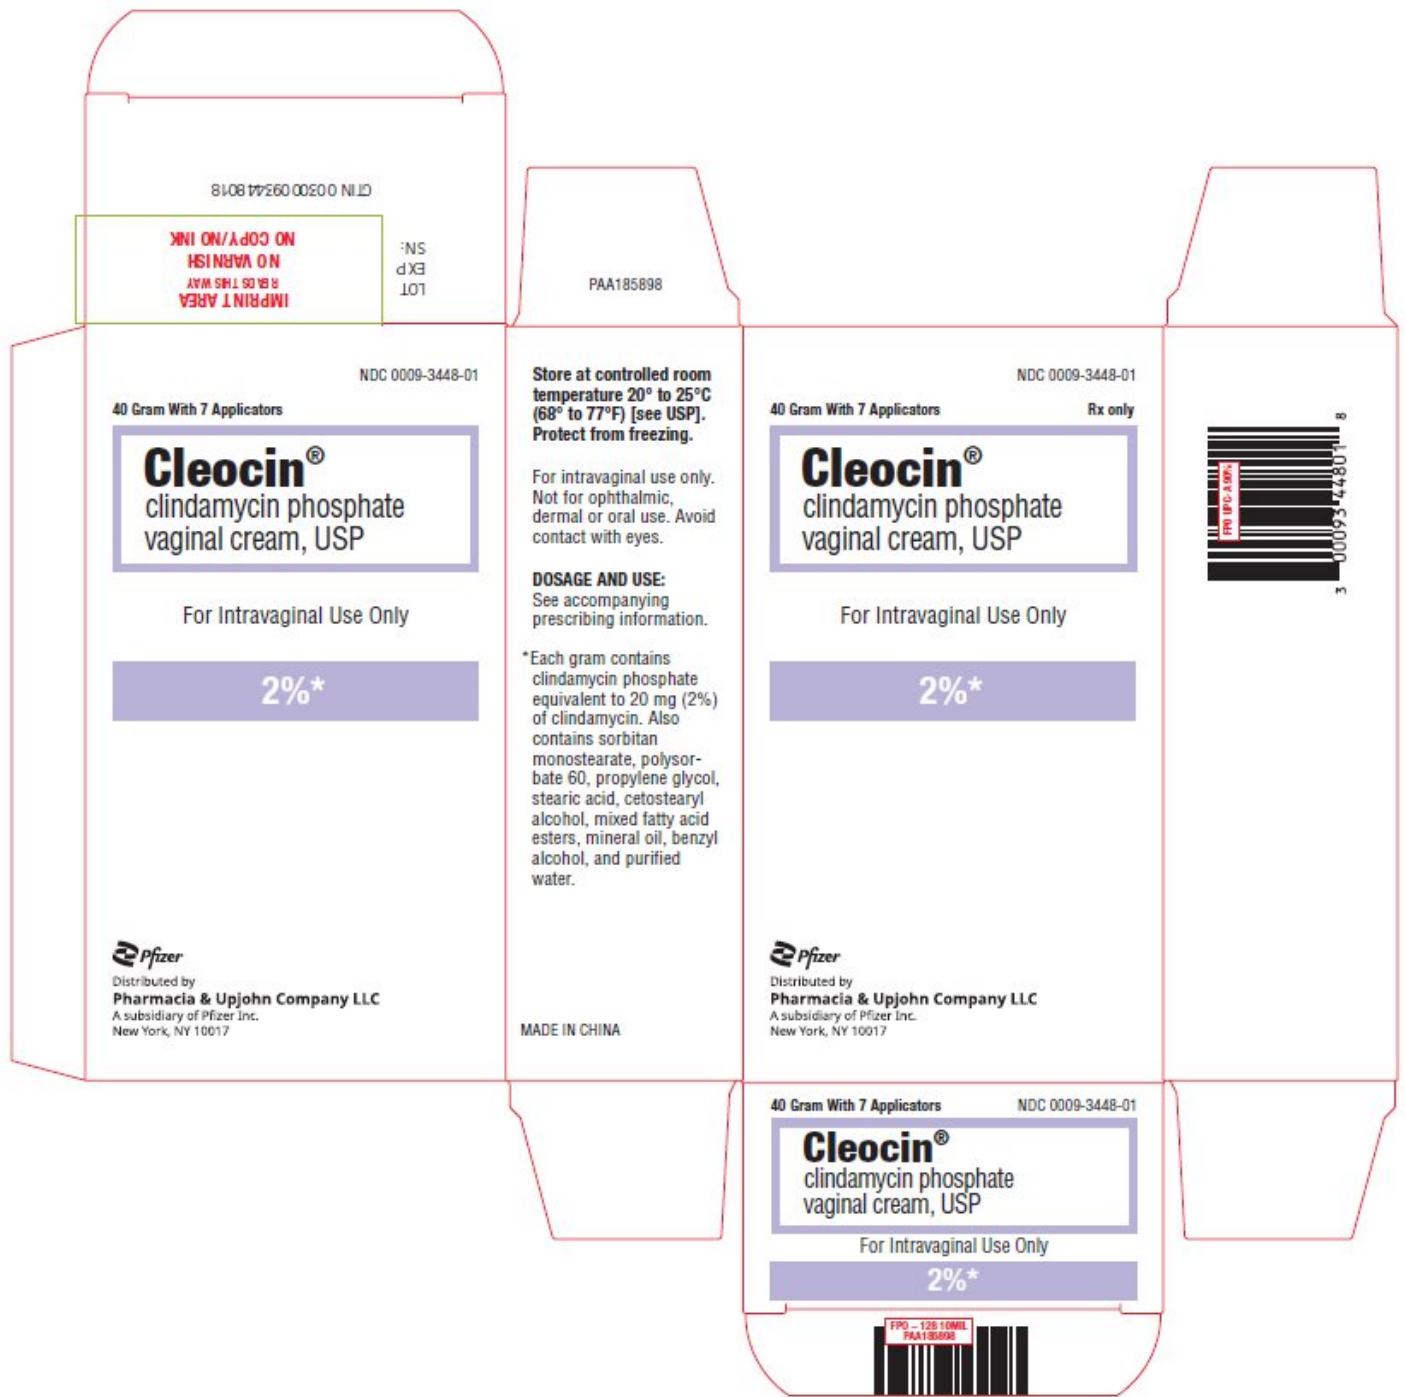 GTIN 00300093448018
IMPRINT AREA
READS THIS WAY
NO VARNISH
NO COPY/NO INK
LOT
EXP
SN:
NDC 0009-3448-01
40 Gram With 7 Applicators
Cleocin®
clindamycin phosphate
vaginal cream, USP
For Intravaginal Use Only
2%*
Pfizer
Distributed by
Pharmacia & Upjohn Company LLC
A subsidiary of Pfizer Inc.
New York, NY 10017
PAA185898
Store at controlled room
temperature 20° to 25°C
(68° to 77°F) [see USP].
Protect from freezing.
For intravaginal use only.
Not for ophthalmic,
dermal or oral use. Avoid
contact with eyes.
DOSAGE AND USE:
See accompanying
prescribing information.
*Each gram contains
clindamycin phosphate
equivalent to 20 mg (2%)
of clindamycin. Also
contains sorbitan
monostearate, polysor-
bate 60, propylene glycol,
stearic acid, cetostearyl
alcohol, mixed fatty acid
esters, mineral oil, benzyl
alcohol, and purified
water.
MADE IN CHINA
NDC 0009-3448-01
40 Gram With 7 Applicators Rx only
Cleocin®
clindamycin phosphate
vaginal cream, USP
For Intravaginal Use Only
2%*
Pfizer
Distributed by
Pharmacia & Upjohn Company LLC
A subsidiary of Pfizer Inc.
New York, NY 10017
FPO UPC-A 90%
3 00093 44801 8
40 Gram With 7 Applicators NDC 0009-3448-01
Cleocin®
clindamycin phosphate
vaginal cream, USP
For Intravaginal Use Only
2%*
FPO – 128 10MIL
PAA185898